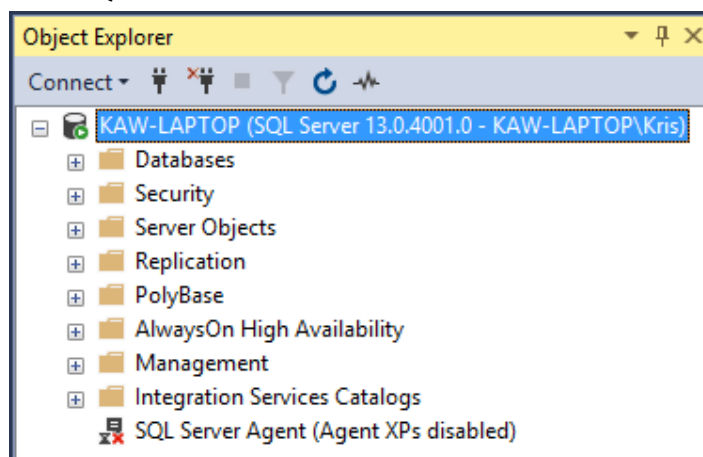 Object Explorer
Connect
KAW-LAPTOP (SQL Server 13.0.4001.0 - KAW-LAPTOP\Kris)
Databases
Security
Server Objects
Replication
PolyBase
AlwaysOn High Availability
Management
Integration Services Catalogs
SQL Server Agent (Agent XPs disabled)